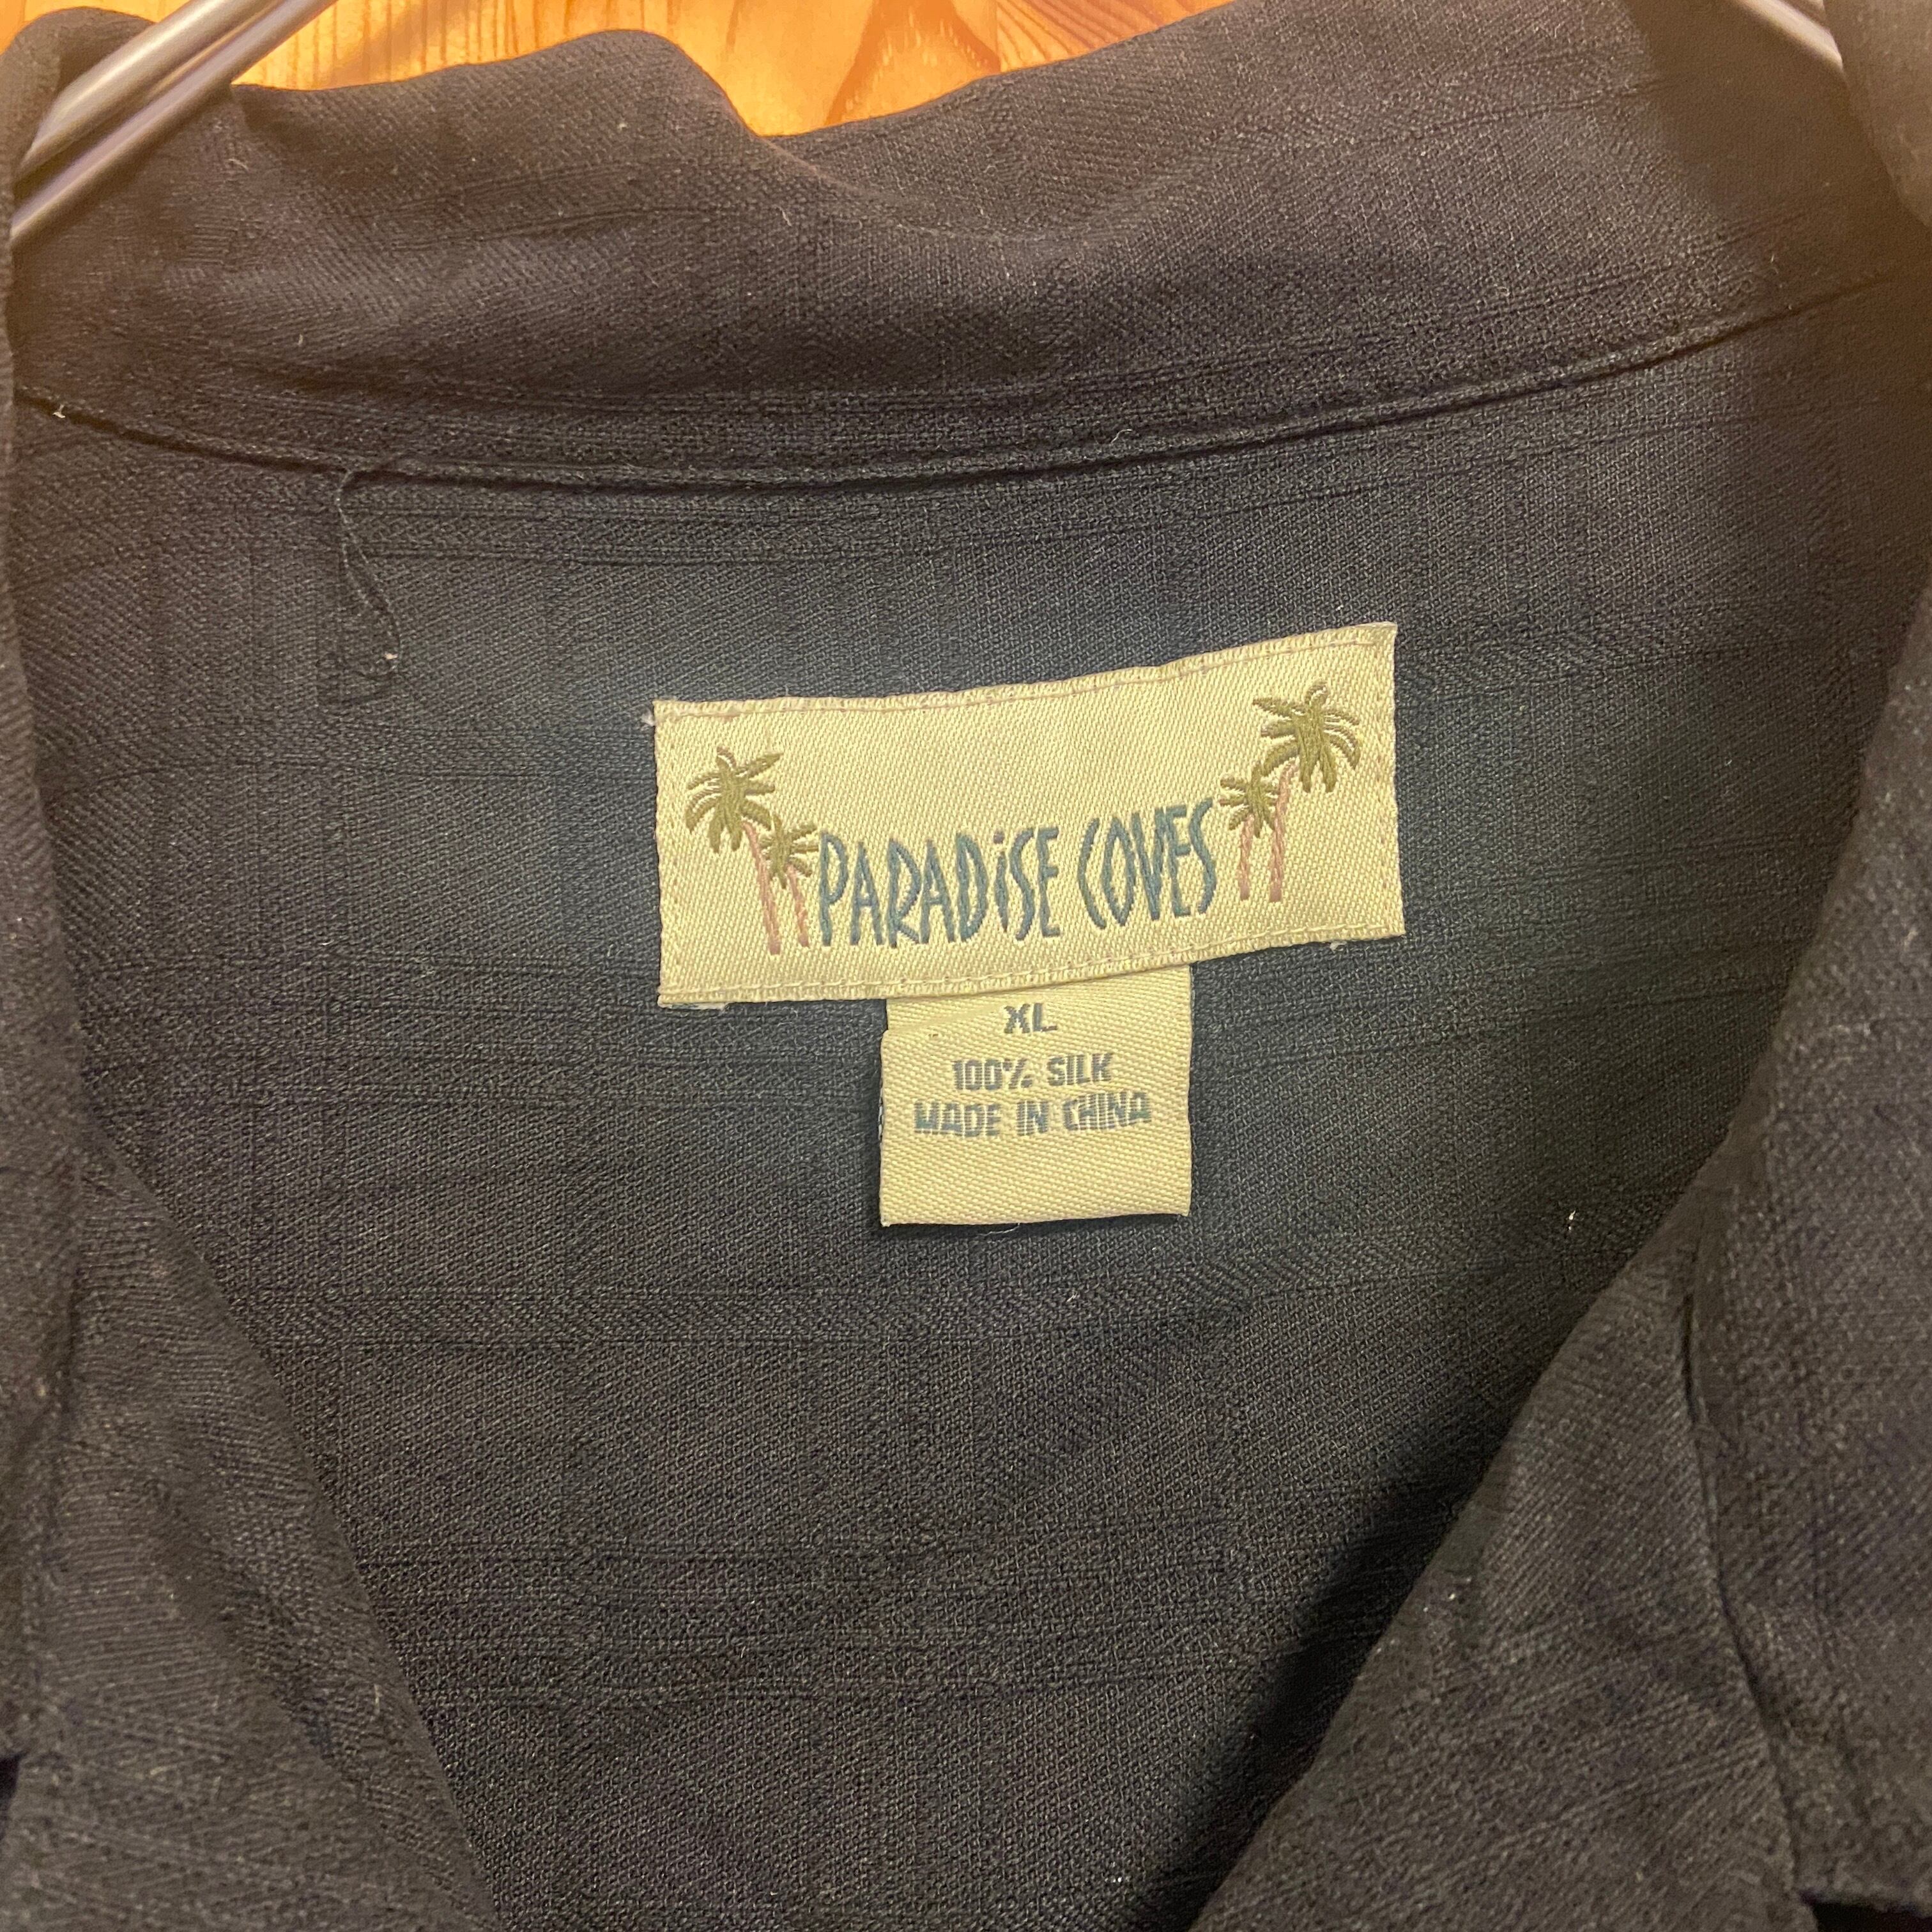 PARADiSE COVES
XL
100% SILK
MADE IN CHINA